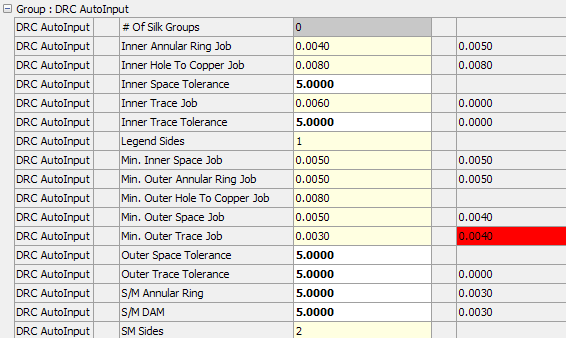 Group : DRC AutoInput
DRC AutoInput # Of Silk Groups 0
DRC AutoInput Inner Annular Ring Job 0.0040 0.0050
DRC AutoInput Inner Hole To Copper Job 0.0080 0.0080
DRC AutoInput Inner Space Tolerance 5.0000
DRC AutoInput Inner Trace Job 0.0060 0.0000
DRC AutoInput Inner Trace Tolerance 5.0000 0.0000
DRC AutoInput Legend Sides 1
DRC AutoInput Min. Inner Space Job 0.0050 0.0050
DRC AutoInput Min. Outer Annular Ring Job 0.0050 0.0050
DRC AutoInput Min. Outer Hole To Copper Job 0.0080
DRC AutoInput Min. Outer Space Job 0.0050 0.0040
DRC AutoInput Min. Outer Trace Job 0.0030 0.0040
DRC AutoInput Outer Space Tolerance 5.0000
DRC AutoInput Outer Trace Tolerance 5.0000 0.0000
DRC AutoInput S/M Annular Ring 5.0000 0.0030
DRC AutoInput S/M DAM 5.0000 0.0030
DRC AutoInput SM Sides 2